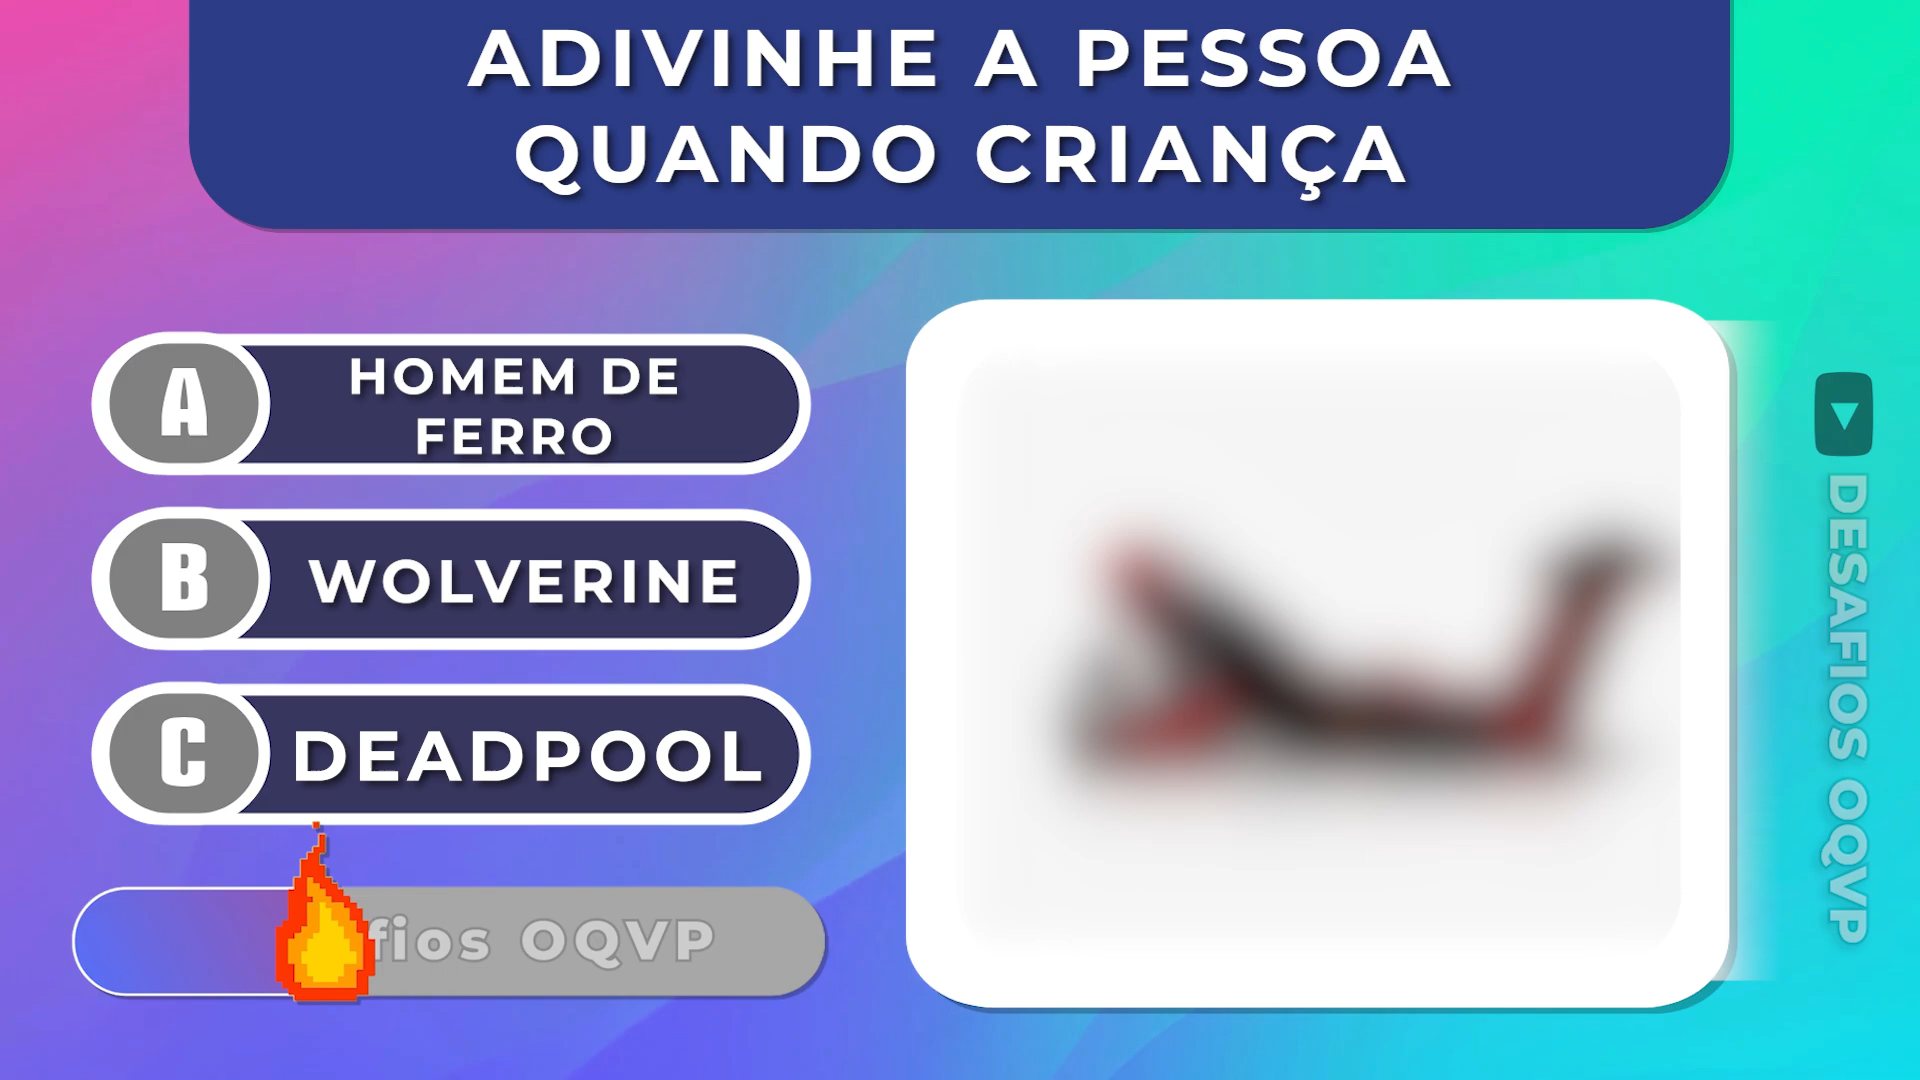 ADIVINHE A PESSOA
QUANDO CRIANÇA
A
HOMEM DE
FERRO
B
WOLVERINE
C
DEADPOOL
fios OQVP
DESAFIOS OQVP